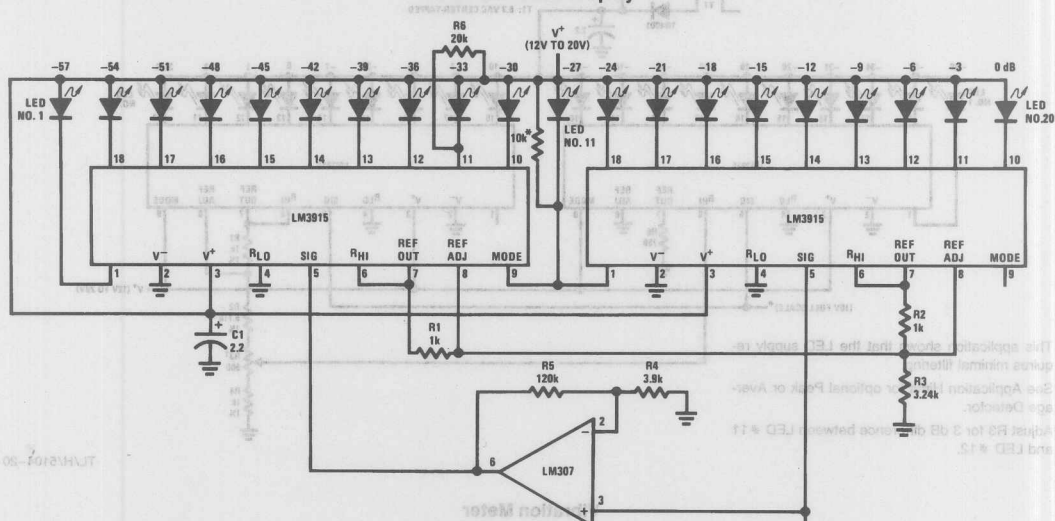 R6
20k
V+
(12V TO 20V)
-57 -54 -51 -48 -45 -42 -39 -36 -33 -30 -27 -24 -21 -18 -15 -12 -9 -6 -3 0 dB
LED
NO. 1
10k*
LED
NO. 11
LED
NO.20
18 17 16 15 14 13 12 11 10 18 17 16 15 14 13 12 11 10
LM3915 LM3915
V− V+ RLO SIG RHI REF OUT REF ADJ MODE V− V+ RLO SIG RHI REF OUT REF ADJ MODE
1 2 3 4 5 6 7 8 9 1 2 3 4 5 6 7 8 9
+
C1
2.2
R1
1k
R2
1k
R3
3.24k
R5
120k
R4
3.9k
2
−
6
LM307
3
+
This application shows that the LED supply re-
quires minimal filtering.
See Application Hints for optional Peak or Aver-
age Detector.
Adjust R3 for 3 dB difference between LED #11
and LED #12.
TL/H/5104–20
Vibration Meter